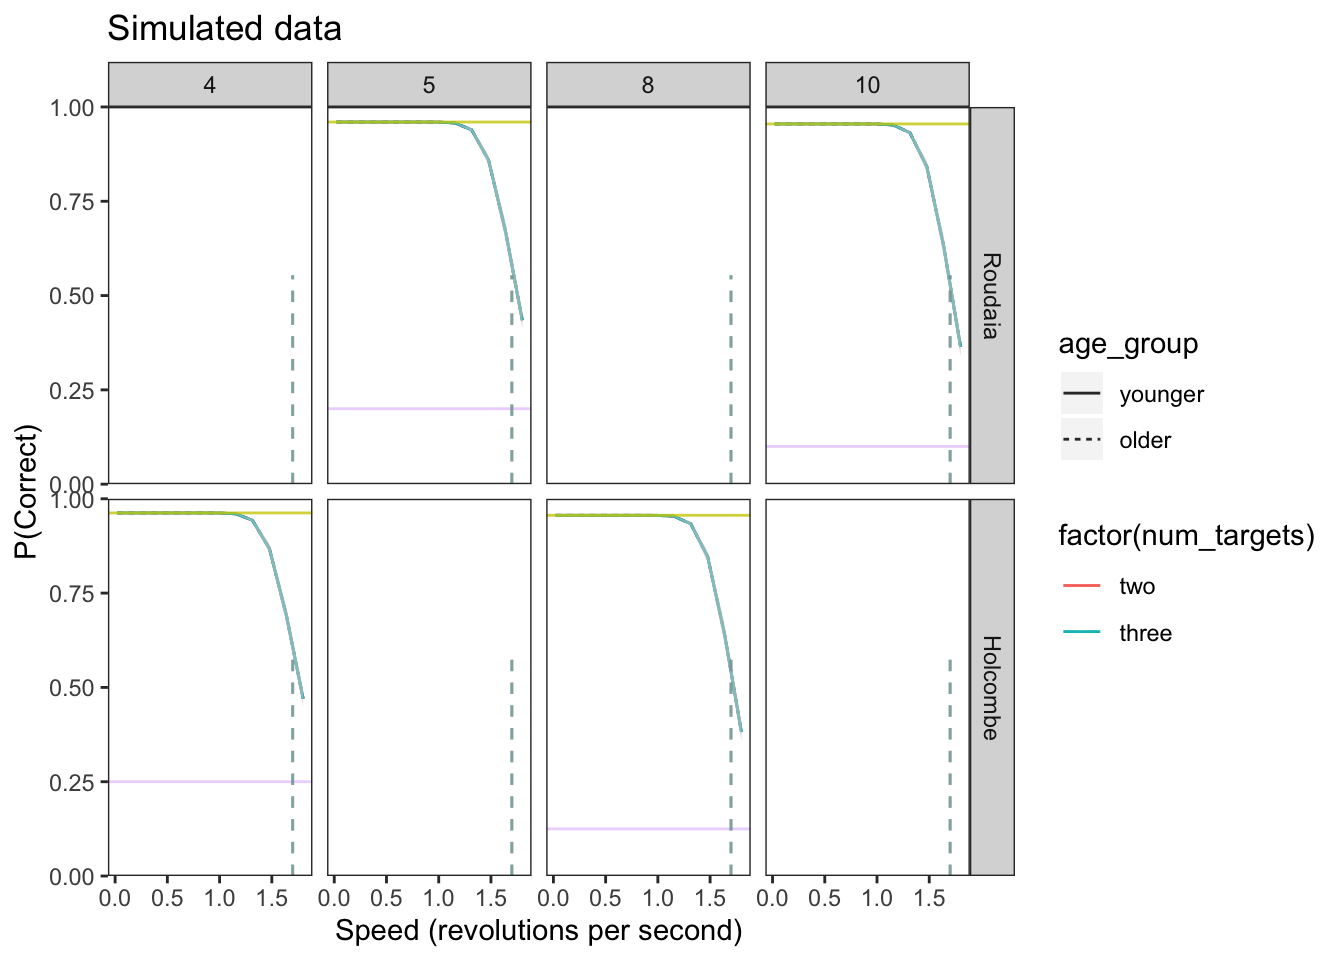 Simulated data
4 5 8 10
1.00
0.75
0.50
0.25
0.00
Roudaia
1.00
0.75
0.50
0.25
0.00
Holcombe
P(Correct)
0.0 0.5 1.0 1.5 0.0 0.5 1.0 1.5 0.0 0.5 1.0 1.5 0.0 0.5 1.0 1.5
Speed (revolutions per second)
age_group
younger
older
factor(num_targets)
two
three